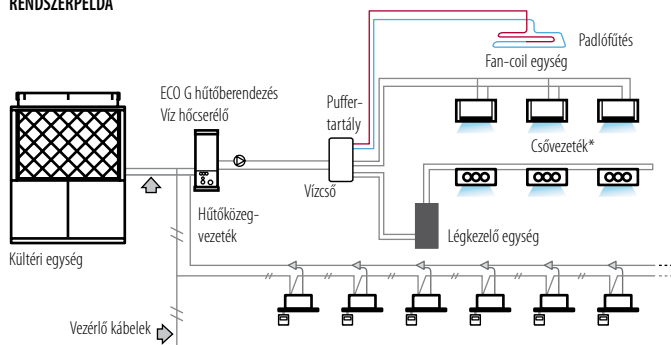 RENDSZERPÉLDA
Padlófűtés
Fan-coil egység
ECO G hűtőberendezés
Víz hőcserélő
Puffer-
tartály
Csővezeték*
Vízcső
Hűtőközeg-
vezeték
Légkezelő egység
Kültéri egység
Vezérlő kábelek